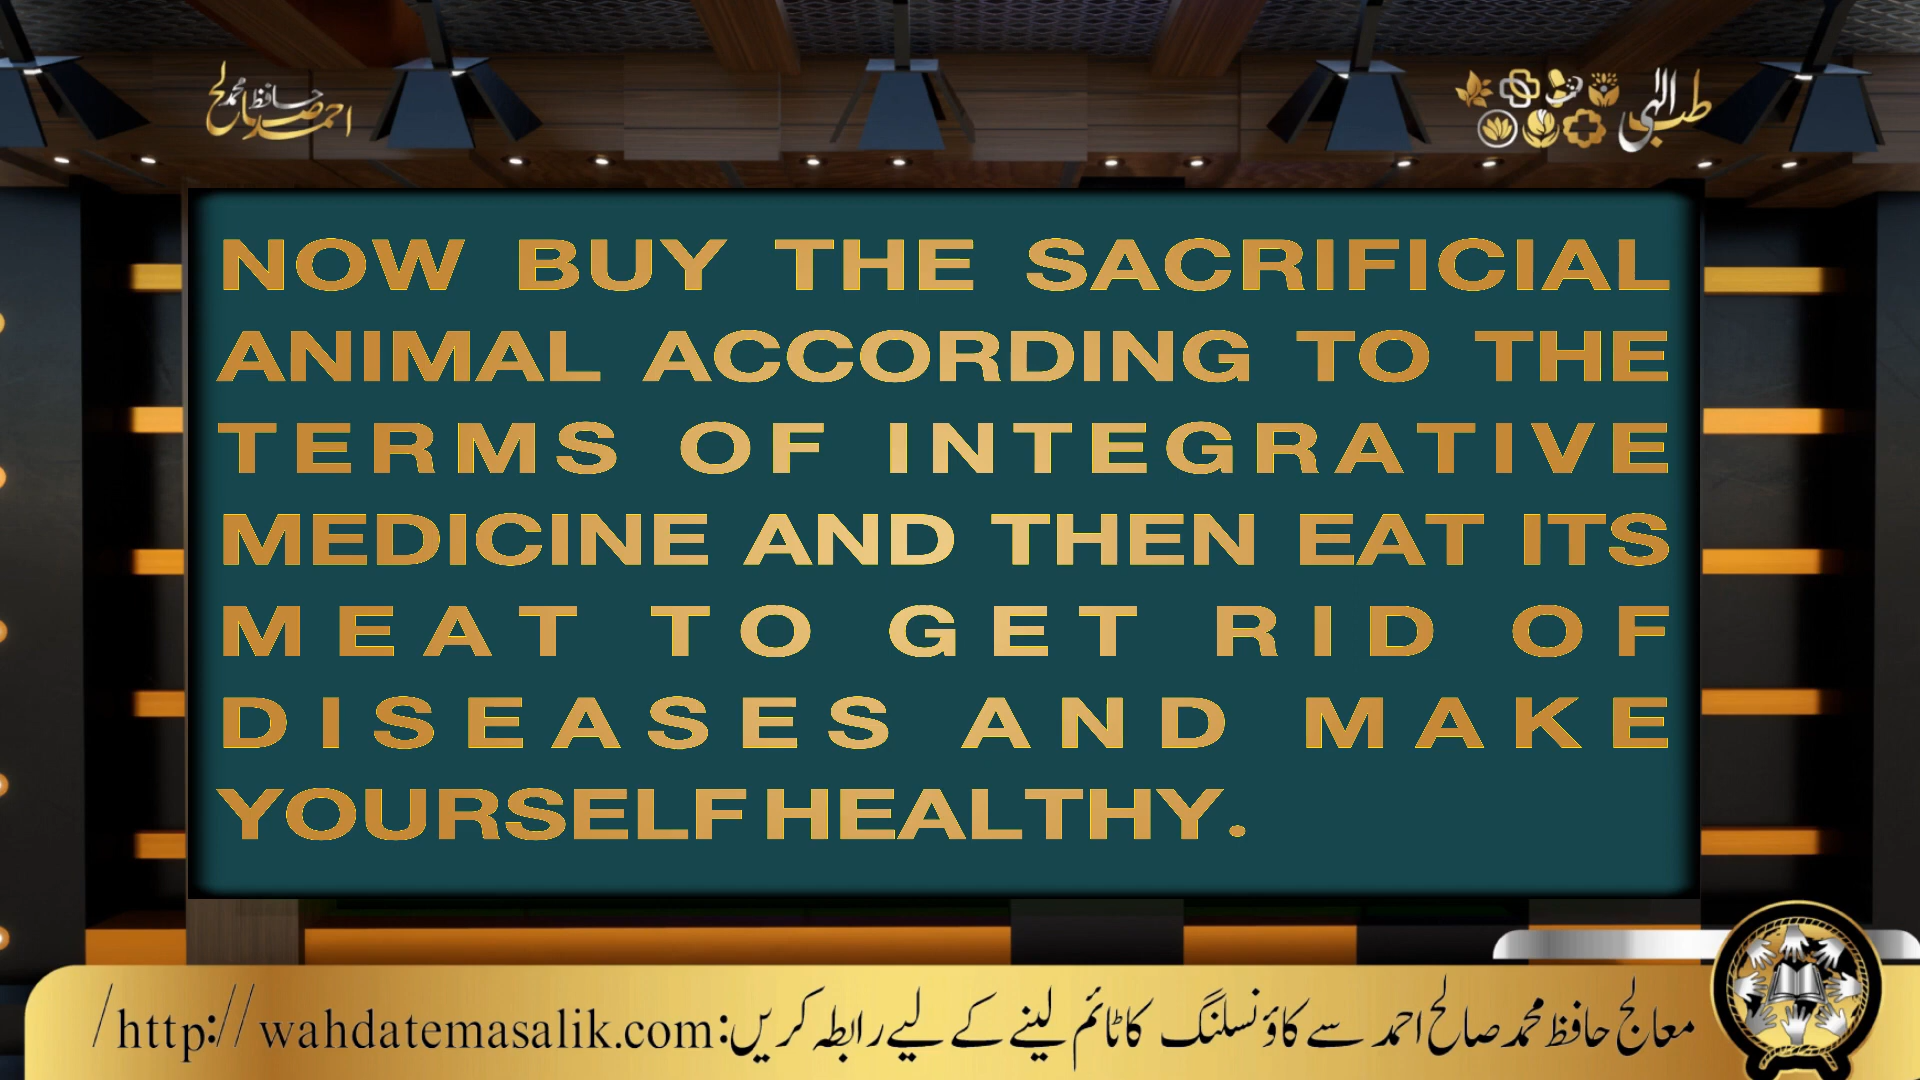 حافظ محمد صالح احمد
طب الٰہی
NOW BUY THE SACRIFICIAL
ANIMAL ACCORDING TO THE
TERMS OF INTEGRATIVE
MEDICINE AND THEN EAT ITS
MEAT TO GET RID OF
DISEASES AND MAKE
YOURSELF HEALTHY.
معالج حافظ محمد صالح احمد سے کاؤنسلنگ کا ٹائم لینے کے لیے رابطہ کریں: http://wahdatemasalik.com/